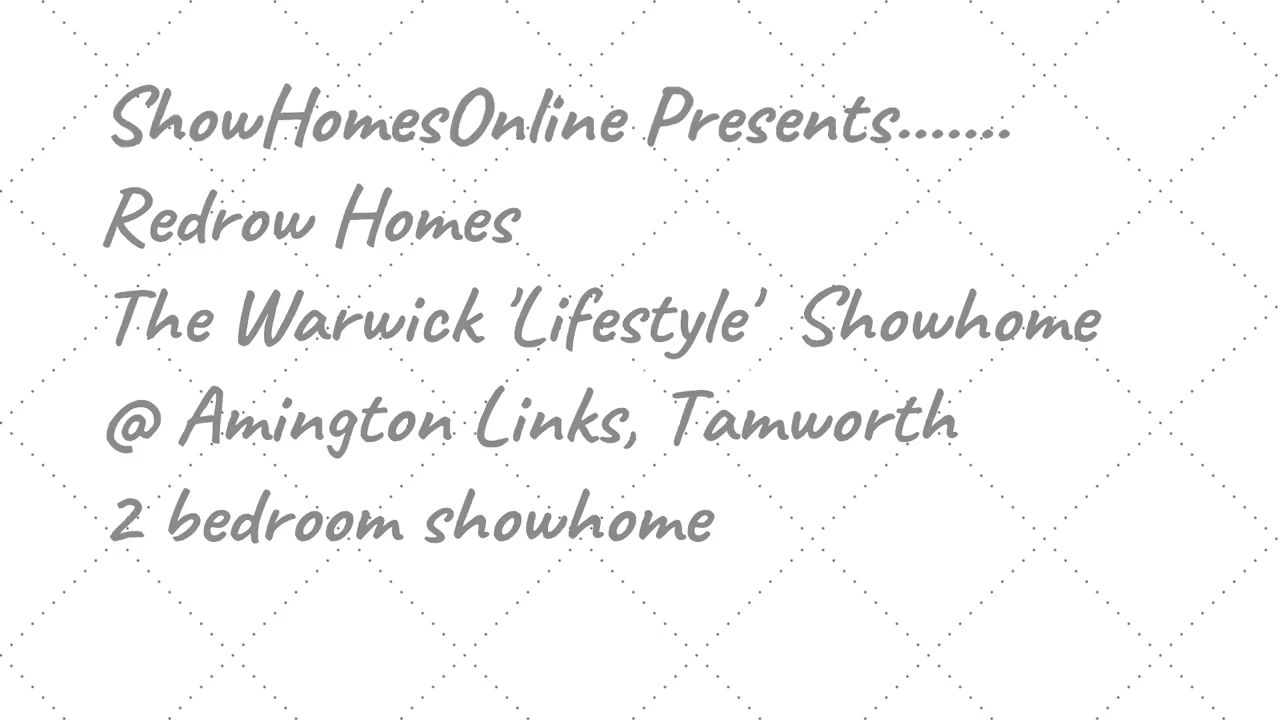 ShowHomesOnline Presents.......
Redrow Homes
The Warwick 'Lifestyle' Showhome
@ Amington Links, Tamworth
2 bedroom showhome